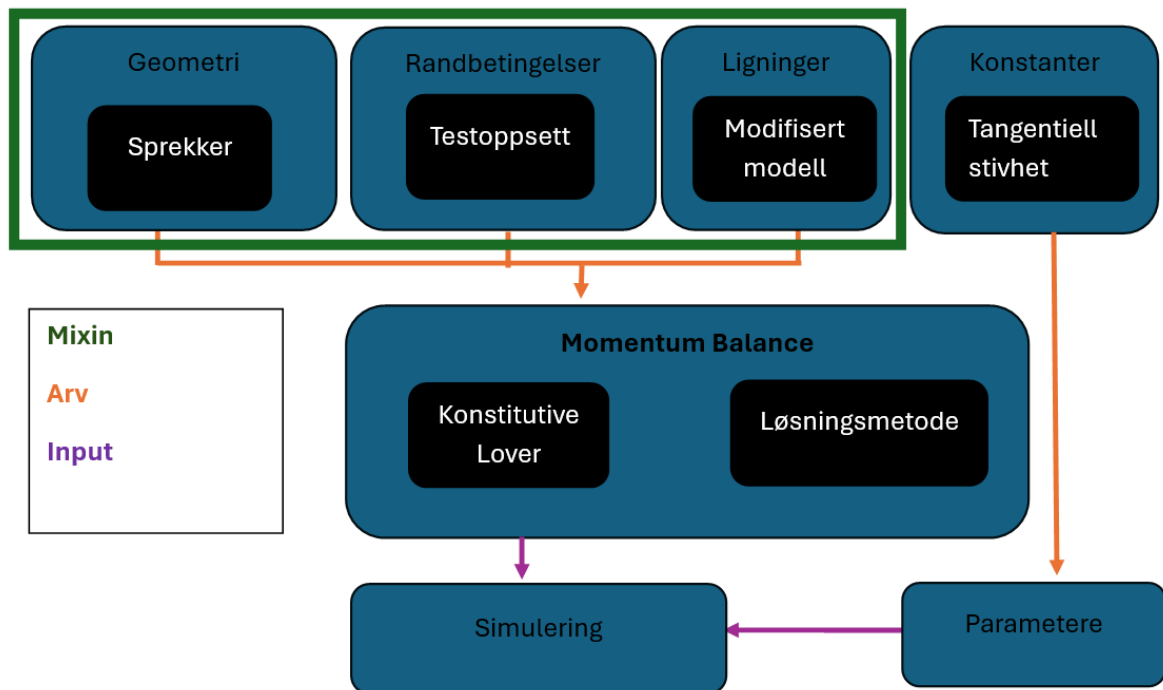 Geometri
Sprekker
Randbetingelser
Testoppsett
Ligninger
Modifisert
modell
Konstanter
Tangentiell
stivhet
Mixin
Arv
Input
Momentum Balance
Konstitutive
Lover
Løsningsmetode
Simulering
Parametere